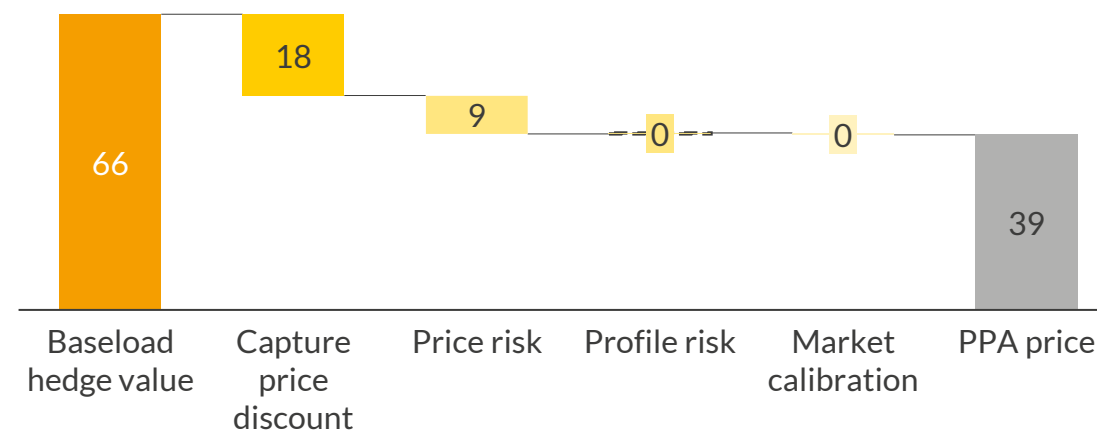 66
18
9
0
0
39
Baseload
hedge value
Capture
price
discount
Price risk
Profile risk
Market
calibration
PPA price